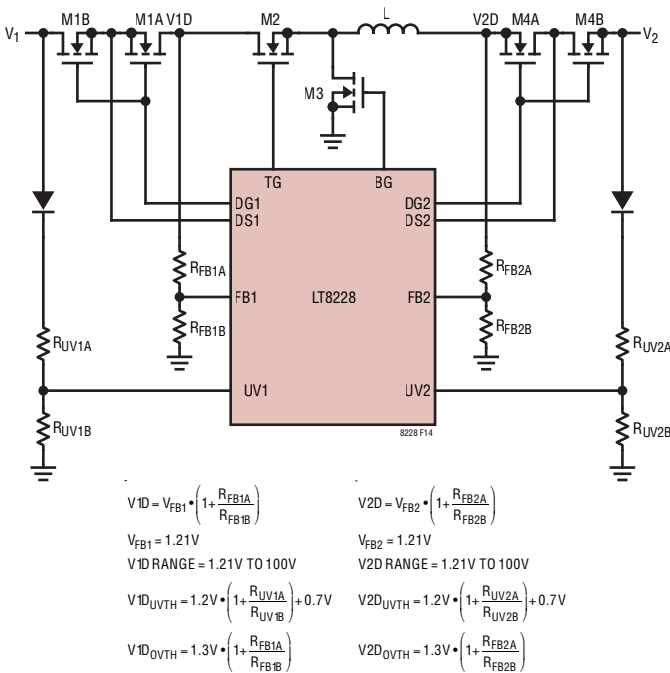 V1 M1B M1A V1D M2 L V2D M4A M4B V2
M3
TG BG
DG1 DG2
DS1 DS2
RFB1A RFB2A
FB1 LT8228 FB2
RFB1B RFB2B
RUV1A RUV2A
UV1 UV2
RUV1B RUV2B
8228 F14
V1D = VFB1 • (1+ RFB1A / RFB1B) V2D = VFB2 • (1+ RFB2A / RFB2B)
VFB1 = 1.21V VFB2 = 1.21V
V1D RANGE = 1.21V TO 100V V2D RANGE = 1.21V TO 100V
V1DUVTH = 1.2V • (1+ RUV1A / RUV1B) + 0.7V V2DUVTH = 1.2V • (1+ RUV2A / RUV2B) + 0.7V
V1DOVTH = 1.3V • (1+ RFB1A / RFB1B) V2DOVTH = 1.3V • (1+ RFB2A / RFB2B)